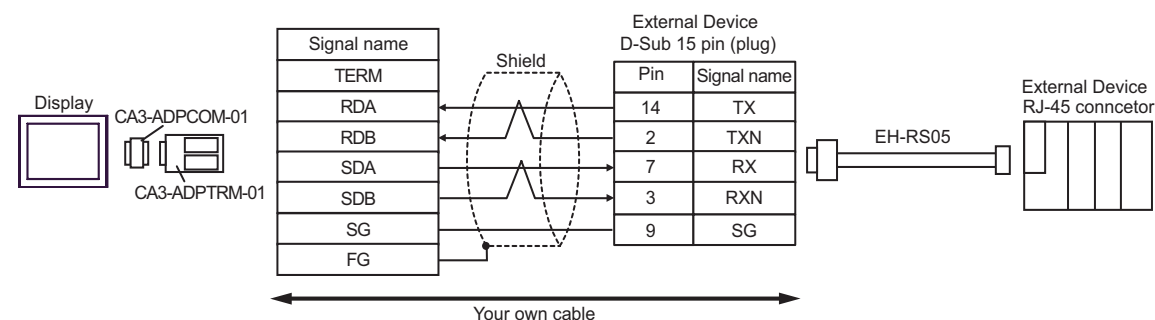 External Device
D-Sub 15 pin (plug)
Signal name
Shield
TERM
Pin Signal name
External Device
RJ-45 conncetor
Display
CA3-ADPCOM-01
RDA
14 TX
RDB
2 TXN
EH-RS05
SDA
7 RX
CA3-ADPTRM-01
SDB
3 RXN
SG
9 SG
FG
Your own cable